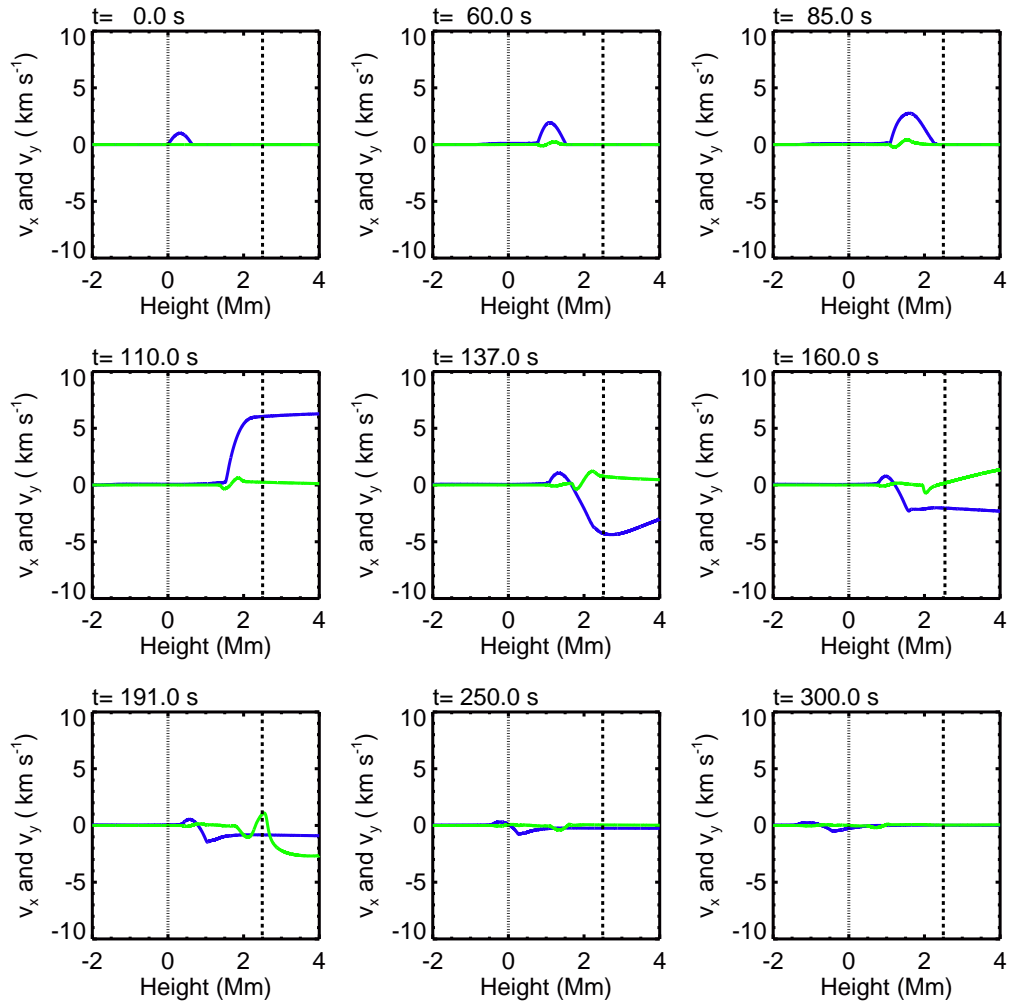 t=   0.0 s
t=  60.0 s
t=  85.0 s
v_x and v_y ( km s^-1)
10
5
0
-5
-10
-2 0 2 4
Height (Mm)
v_x and v_y ( km s^-1)
10
5
0
-5
-10
-2 0 2 4
Height (Mm)
v_x and v_y ( km s^-1)
10
5
0
-5
-10
-2 0 2 4
Height (Mm)
t= 110.0 s
t= 137.0 s
t= 160.0 s
v_x and v_y ( km s^-1)
10
5
0
-5
-10
-2 0 2 4
Height (Mm)
v_x and v_y ( km s^-1)
10
5
0
-5
-10
-2 0 2 4
Height (Mm)
v_x and v_y ( km s^-1)
10
5
0
-5
-10
-2 0 2 4
Height (Mm)
t= 191.0 s
t= 250.0 s
t= 300.0 s
v_x and v_y ( km s^-1)
10
5
0
-5
-10
-2 0 2 4
Height (Mm)
v_x and v_y ( km s^-1)
10
5
0
-5
-10
-2 0 2 4
Height (Mm)
v_x and v_y ( km s^-1)
10
5
0
-5
-10
-2 0 2 4
Height (Mm)